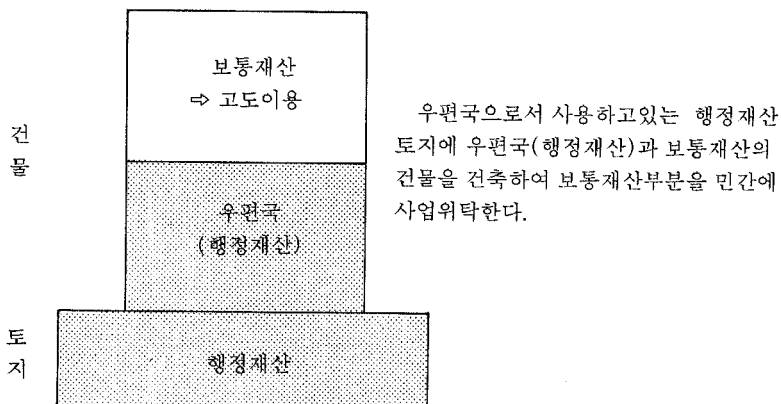 건
물
보통재산
⇨ 고도이용
우편국
(행정재산)
토
지
행정재산
우편국으로서 사용하고있는 행정재산
토지에 우편국(행정재산)과 보통재산의
건물을 건축하여 보통재산부분을 민간에
사업위탁한다.